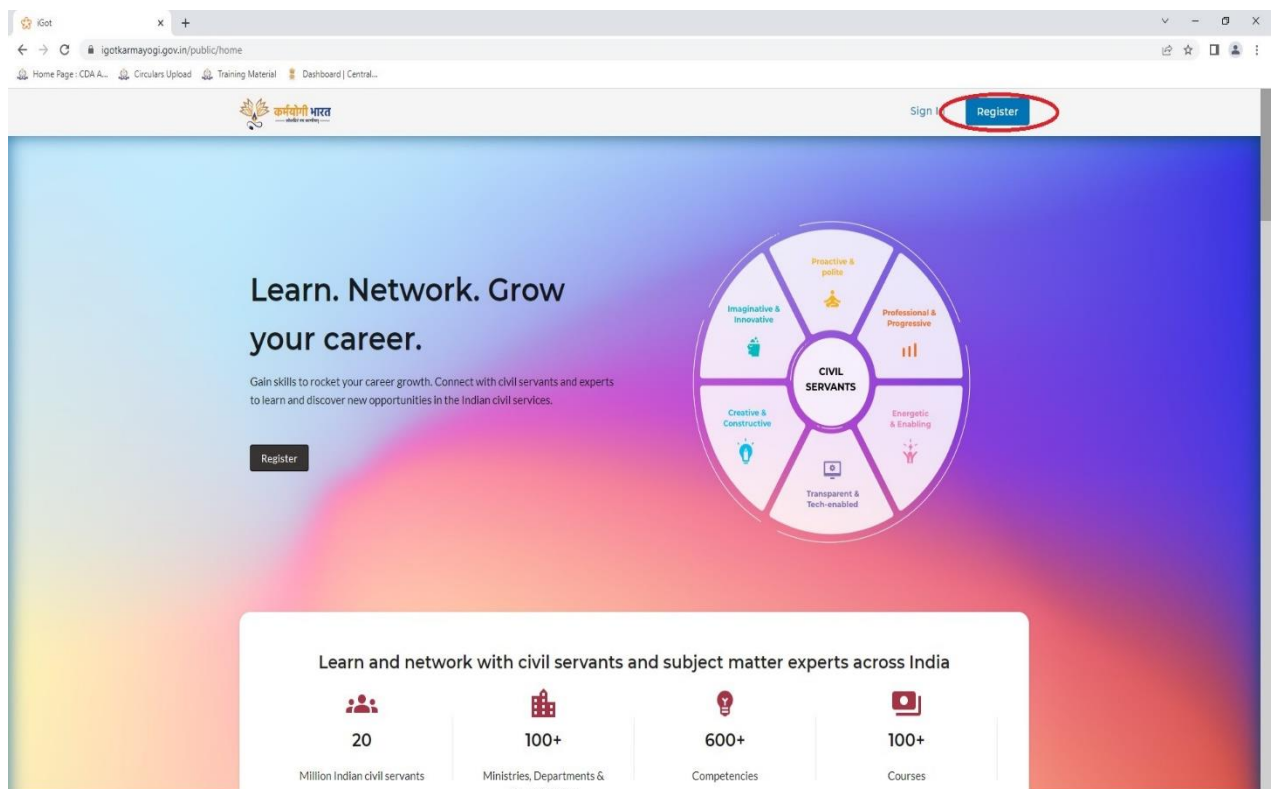 iGot
igotkarmayogi.gov.in/public/home
Home Page : CDA A... Circulars Upload Training Material Dashboard | Central...
कर्मयोगी भारत
Sign I
Register
Learn. Network. Grow
your career.
Gain skills to rocket your career growth. Connect with civil servants and experts
to learn and discover new opportunities in the Indian civil services.
Register
Proactive &
polite
Imaginative &
Innovative
Professional &
Progressive
CIVIL
SERVANTS
Creative &
Constructive
Energetic
& Enabling
Transparent &
Tech-enabled
Learn and network with civil servants and subject matter experts across India
20 100+ 600+ 100+
Million Indian civil servants Ministries, Departments & Competencies Courses